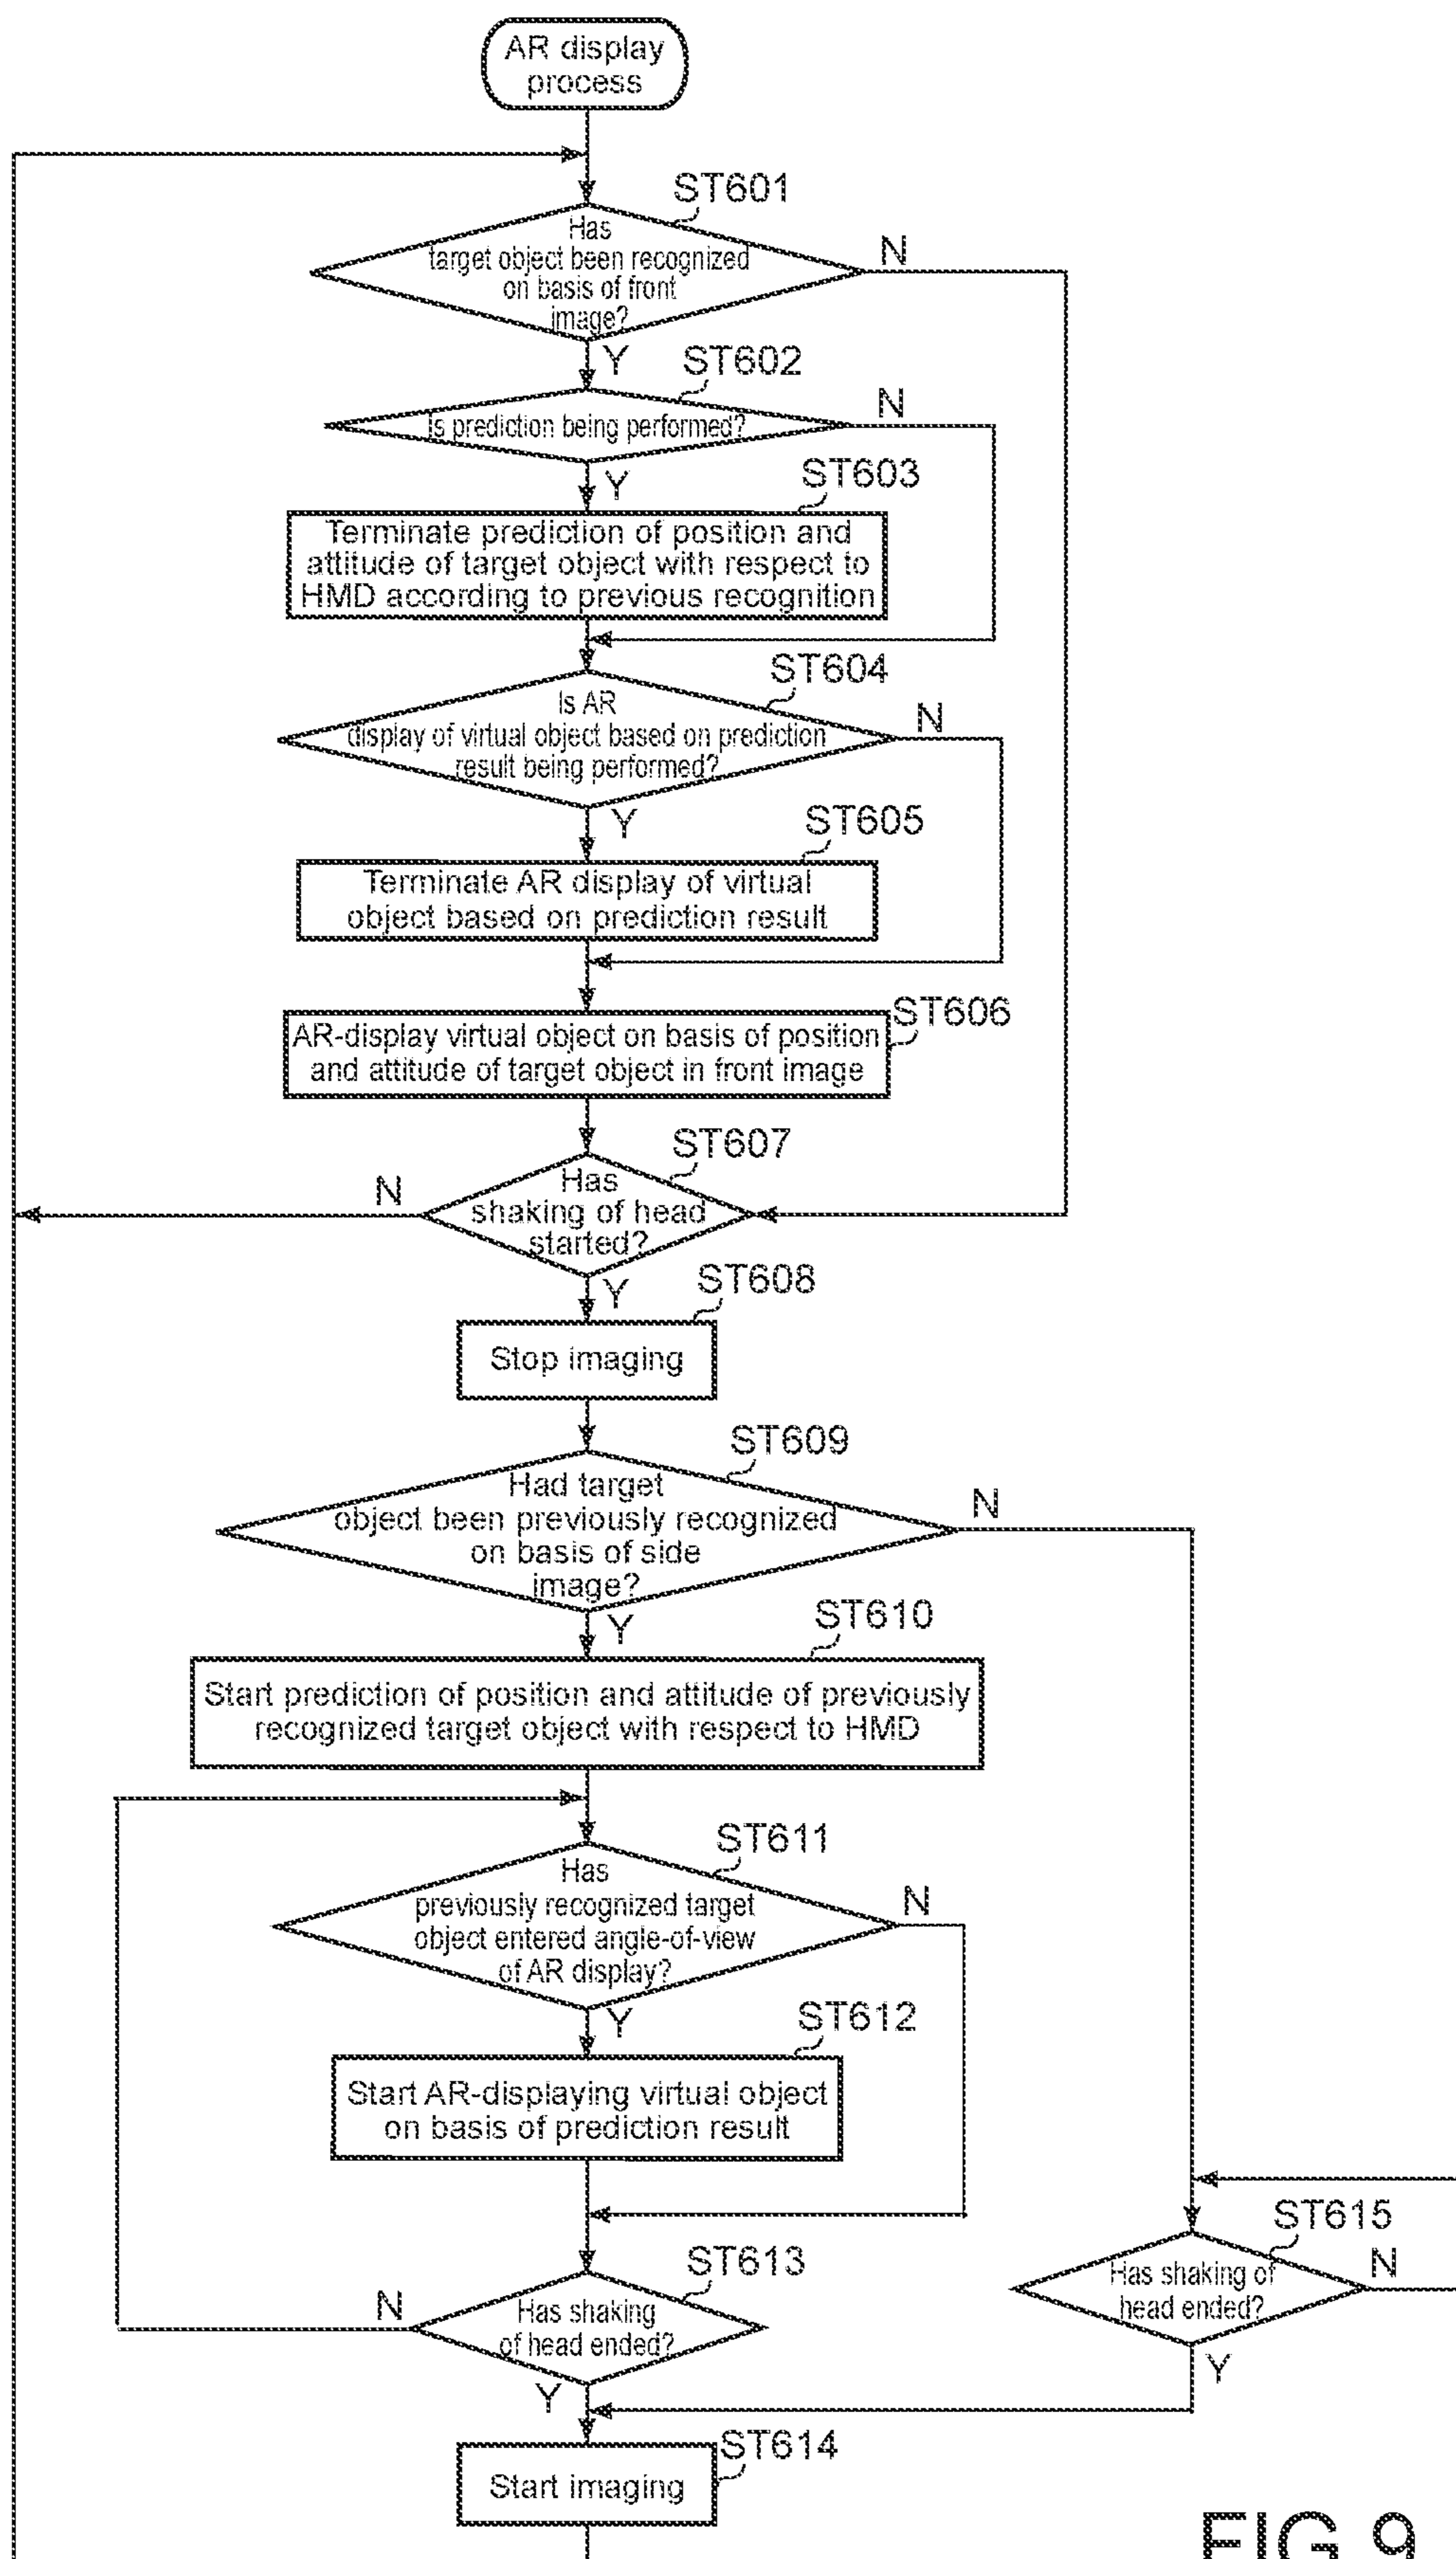 AR display
process
ST601
Has
target object been recognized
on basis of front
image?
N
Y
ST602
Is prediction being performed?
N
Y
ST603
Terminate prediction of position and
attitude of target object with respect to
HMD according to previous recognition
ST604
Is AR
display of virtual object based on prediction
result being performed?
N
Y
ST605
Terminate AR display of virtual
object based on prediction result
ST606
AR-display virtual object on basis of position
and attitude of target object in front image
ST607
Has
shaking of head
started?
N
Y
ST608
Stop imaging
ST609
Had target
object been previously recognized
on basis of side
image?
N
Y
ST610
Start prediction of position and attitude of previously
recognized target object with respect to HMD
ST611
Has
previously recognized target
object entered angle-of-view
of AR display?
N
Y
ST612
Start AR-displaying virtual object
on basis of prediction result
ST613
Has shaking
of head ended?
N
Y
ST615
Has shaking of
head ended?
N
Y
ST614
Start imaging
FIG.9